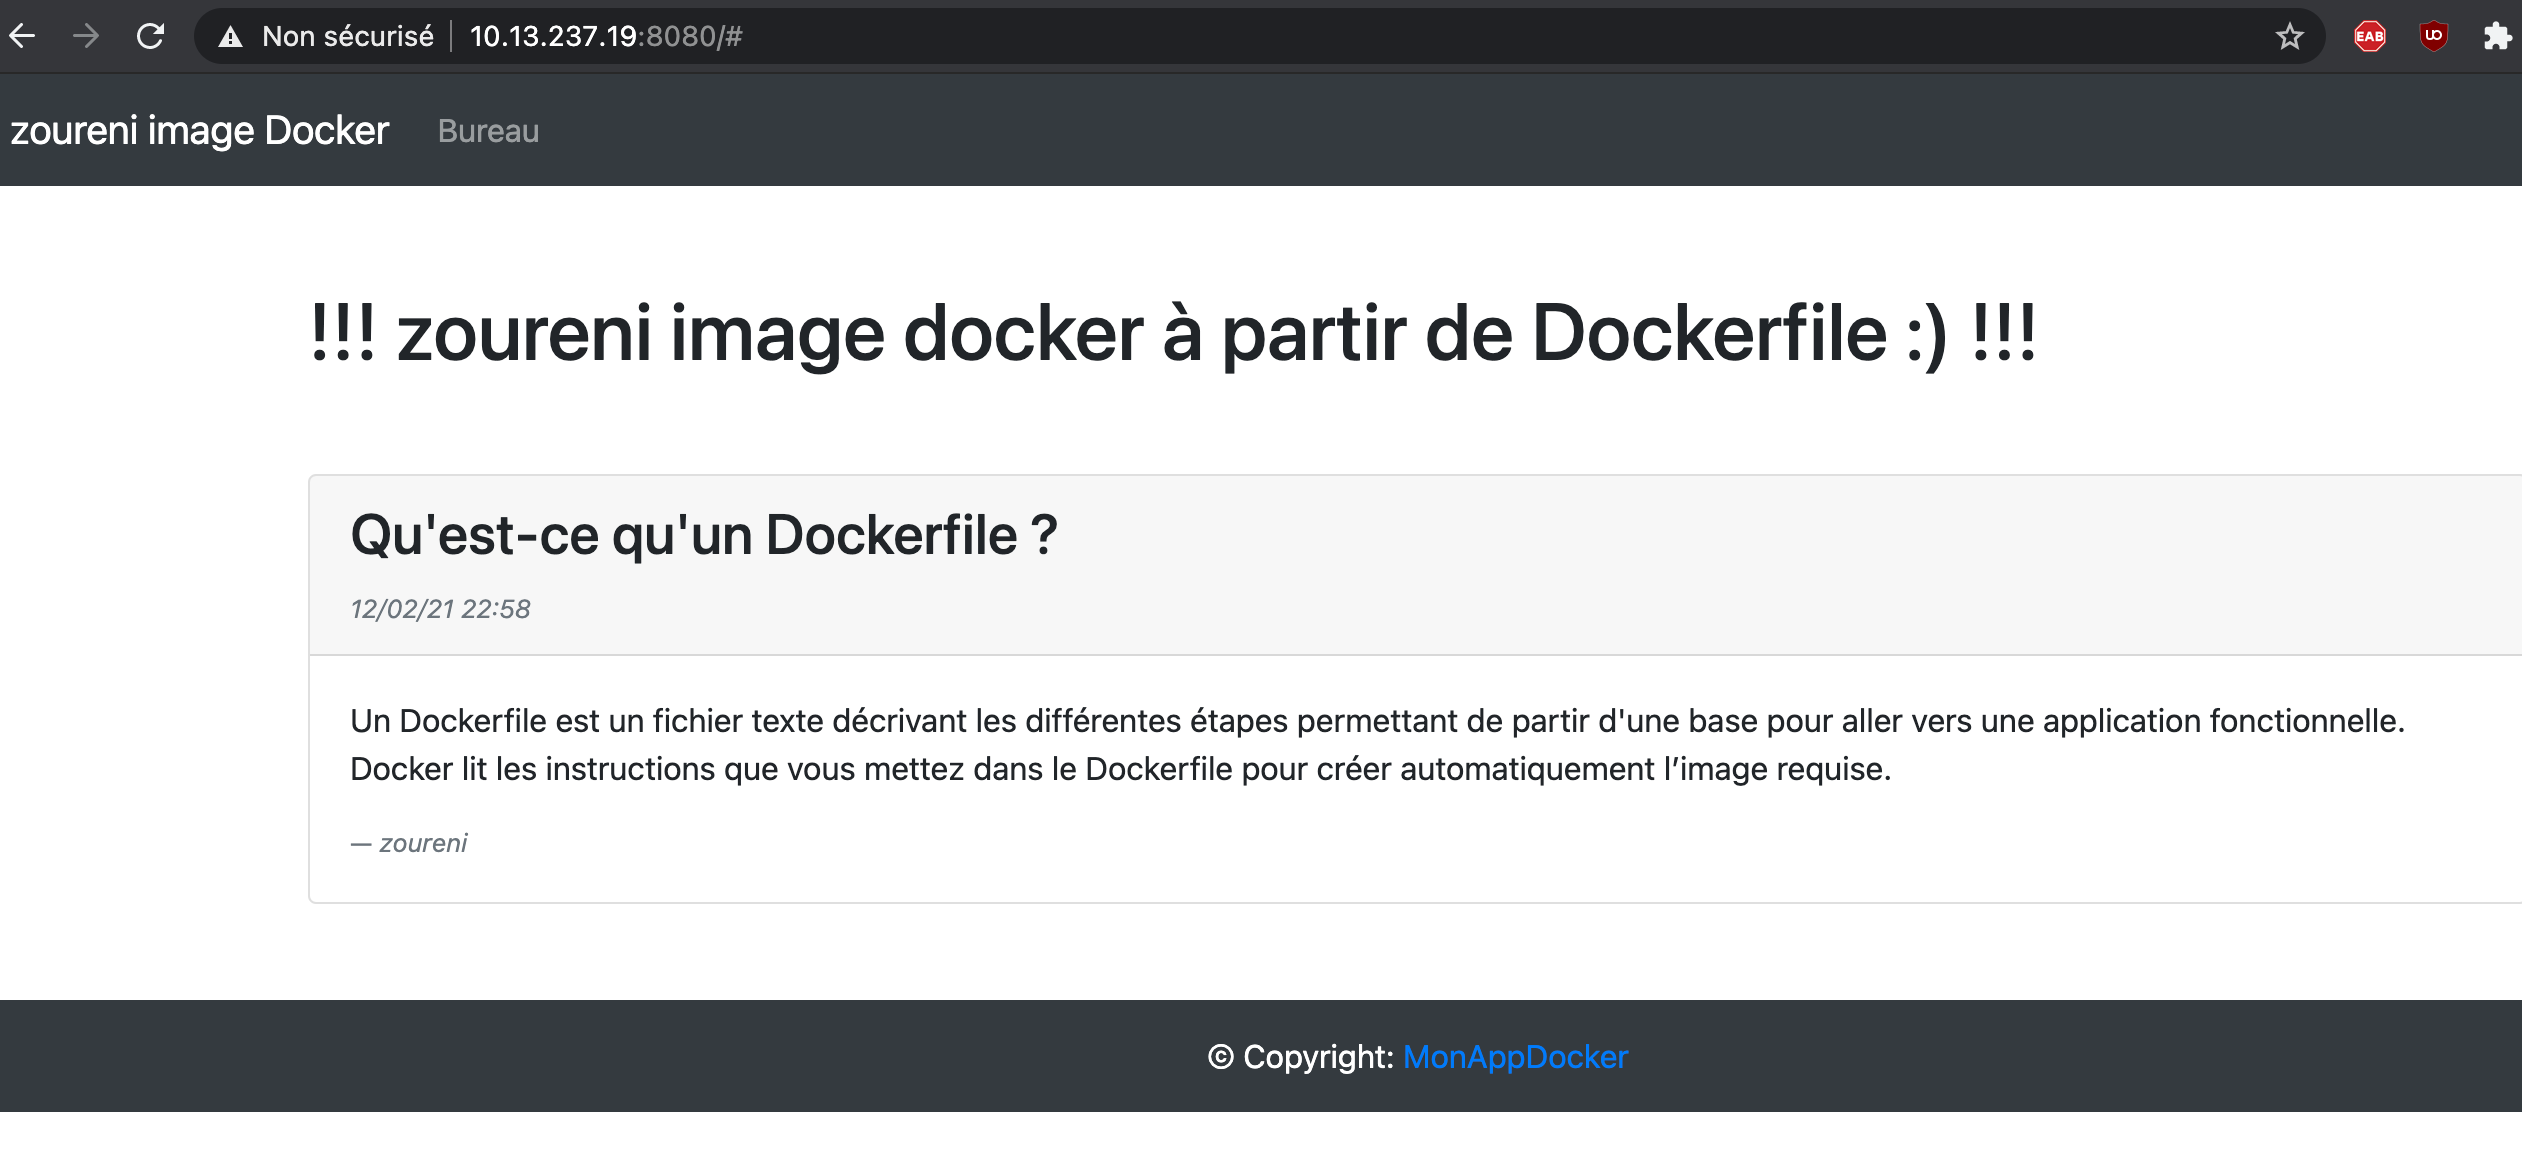 Non sécurisé 10.13.237.19:8080/#
EAB
UO
zoureni image Docker Bureau
!!! zoureni image docker à partir de Dockerfile :) !!!
Qu'est-ce qu'un Dockerfile ?
12/02/21 22:58
Un Dockerfile est un fichier texte décrivant les différentes étapes permettant de partir d'une base pour aller vers une application fonctionnelle.
Docker lit les instructions que vous mettez dans le Dockerfile pour créer automatiquement l’image requise.
— zoureni
© Copyright: MonAppDocker